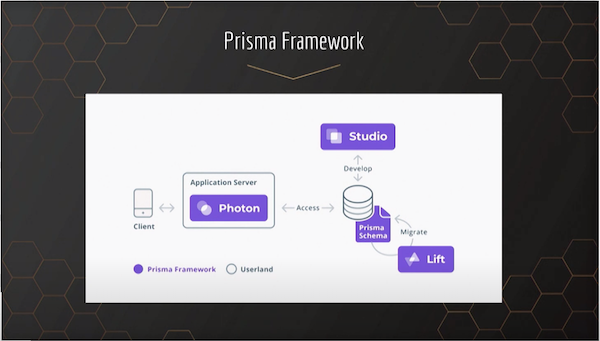 Prisma Framework
Studio
Develop
Application Server
Photon
Client
Access
Prisma
Schema
Migrate
Lift
Prisma Framework
Userland